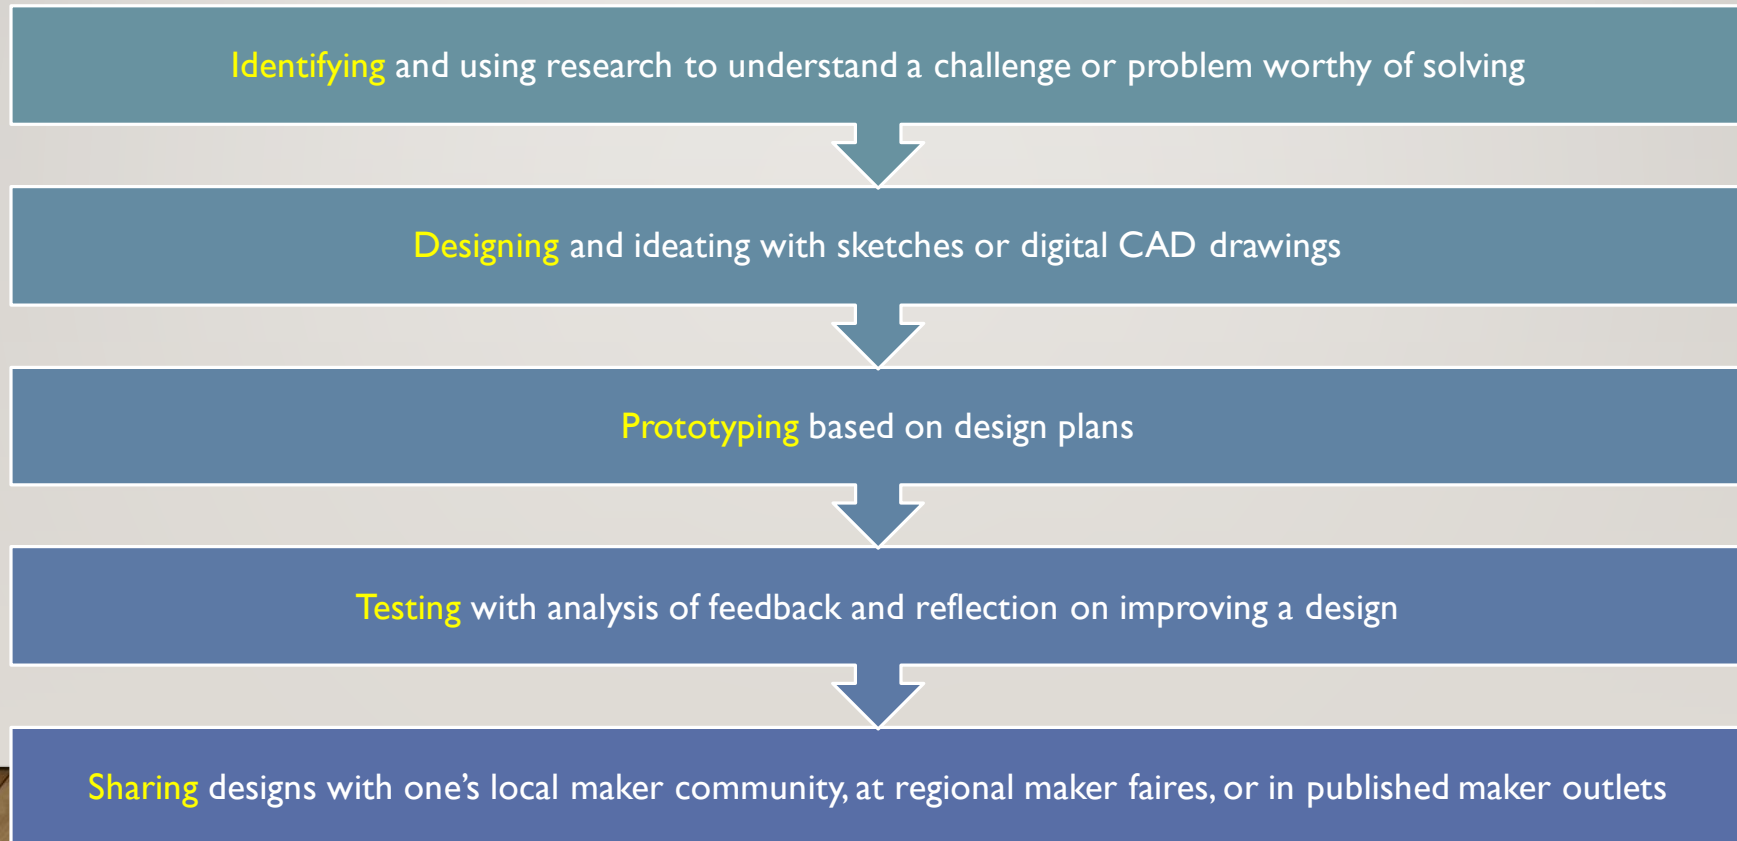 Identifying and using research to understand a challenge or problem worthy of solving
Designing and ideating with sketches or digital CAD drawings
Prototyping based on design plans
Testing with analysis of feedback and reflection on improving a design
Sharing designs with one’s local maker community, at regional maker faires, or in published maker outlets